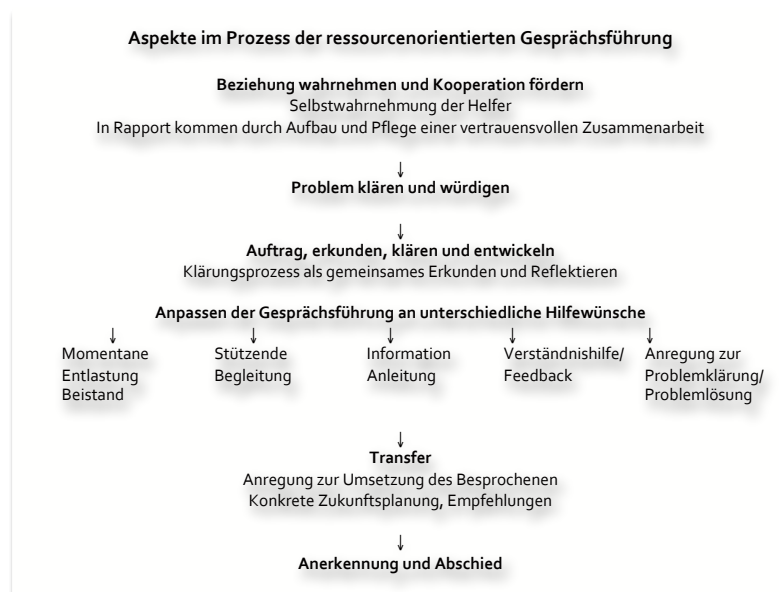 Aspekte im Prozess der ressourcenorientierten Gesprächsführung
Beziehung wahrnehmen und Kooperation fördern
Selbstwahrnehmung der Helfer
In Rapport kommen durch Aufbau und Pflege einer vertrauensvollen Zusammenarbeit
↓
Problem klären und würdigen
↓
Auftrag, erkunden, klären und entwickeln
Klärungsprozess als gemeinsames Erkunden und Reflektieren
Anpassen der Gesprächsführung an unterschiedliche Hilfewünsche
↓ ↓ ↓ ↓ ↓
Momentane Stützende Information Verständnishilfe/ Anregung zur
Entlastung Begleitung Anleitung Feedback Problemklärung/
Beistand Problemlösung
↓
Transfer
Anregung zur Umsetzung des Besprochenen
Konkrete Zukunftsplanung, Empfehlungen
↓
Anerkennung und Abschied